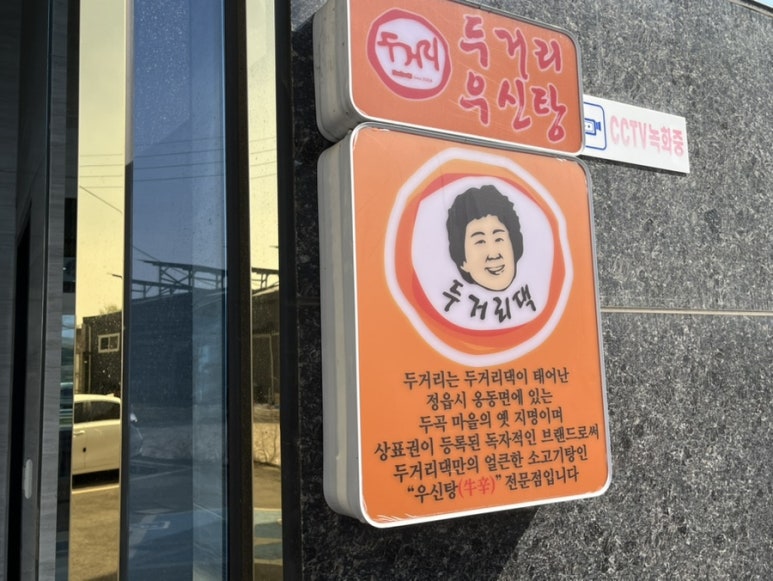 두거리
두거리
우신탕
CCTV녹화중
두거리댁
두거리는 두거리댁이 태어난
정읍시 옹동면에 있는
두곡 마을의 옛 지명이며
상표권이 등록된 독자적인 브랜드로써
두거리댁만의 얼큰한 소고기탕인
“우신탕(牛辛)” 전문점입니다